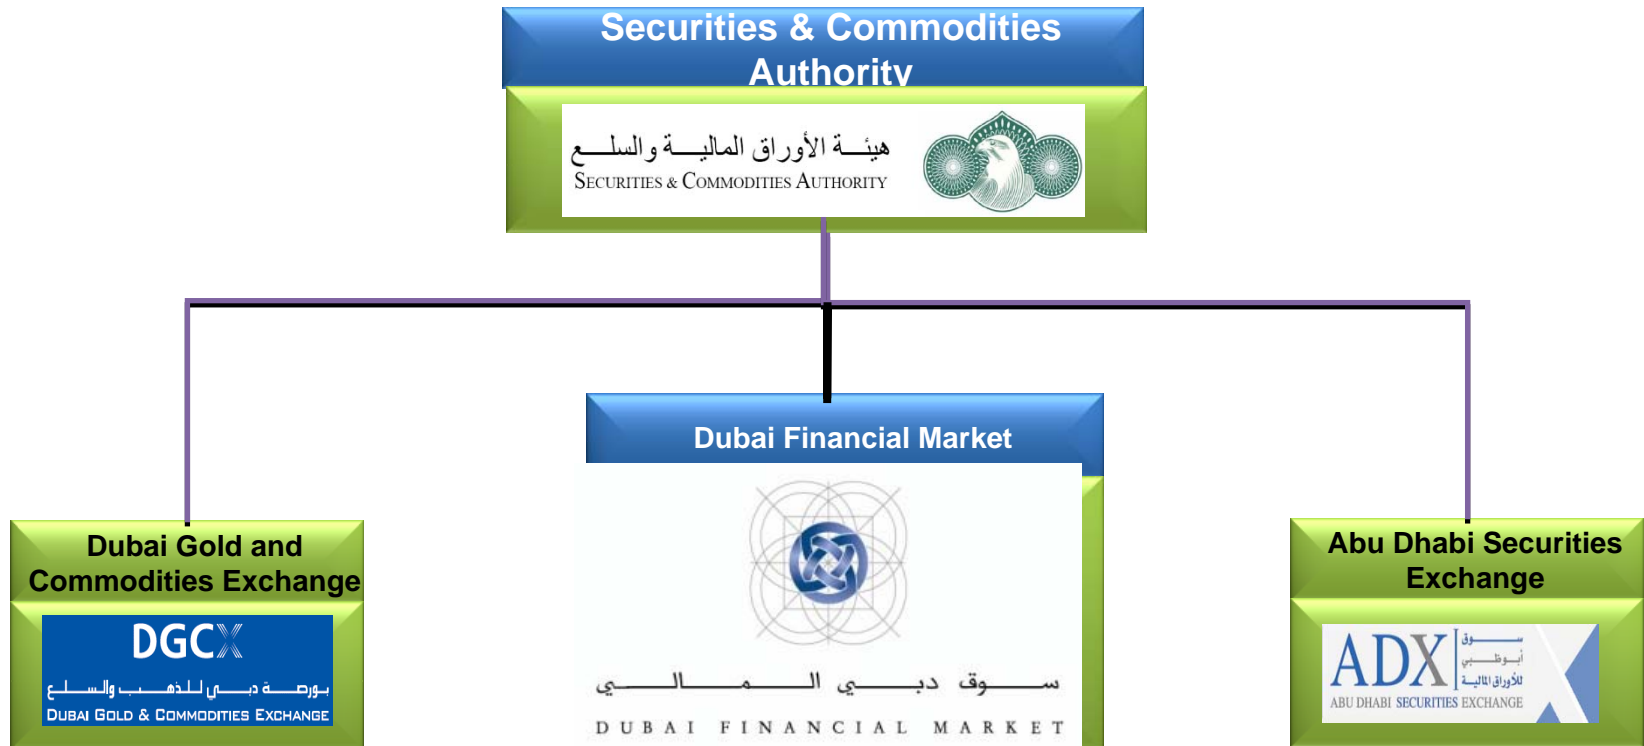 Securities & Commodities
Authority
هيئة الأوراق المالية والسلع
SECURITIES & COMMODITIES AUTHORITY
Dubai Financial Market
سوق دبي المالي
DUBAI FINANCIAL MARKET
Dubai Gold and
Commodities Exchange
DGCX
بورصة دبي للذهب والسلع
DUBAI GOLD & COMMODITIES EXCHANGE
Abu Dhabi Securities
Exchange
ADX
سوق
أبوظبي
للأوراق المالية
ABU DHABI SECURITIES EXCHANGE